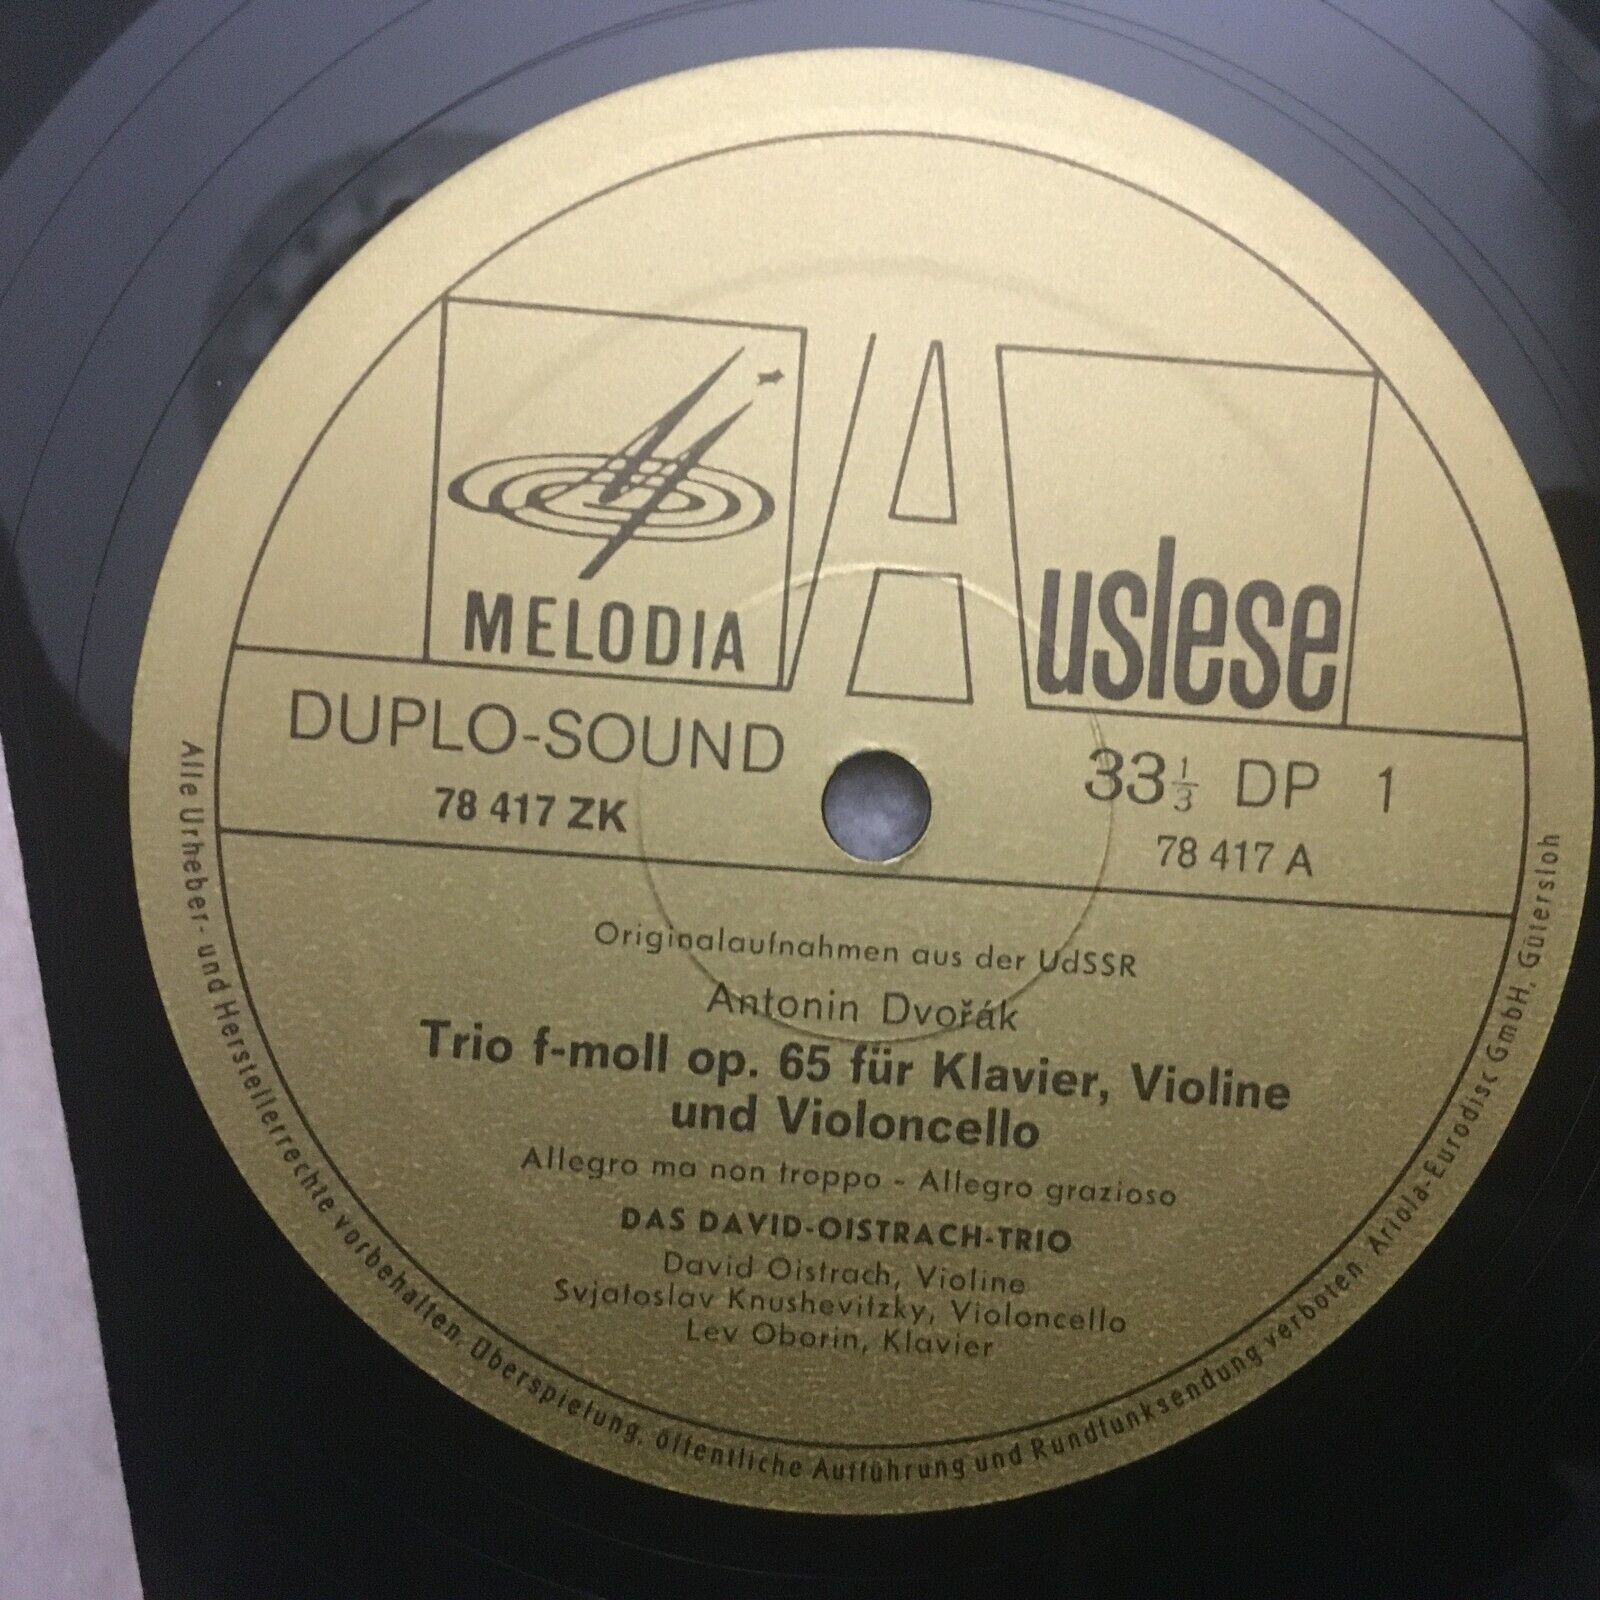 MELODIA
Auslese
DUPLO-SOUND
78 417 ZK
33⅓ DP 1
78 417 A
Originalaufnahmen aus der UdSSR
Antonin Dvořák
Trio f-moll op. 65 für Klavier, Violine
und Violoncello
Allegro ma non troppo - Allegro grazioso
DAS DAVID-OISTRACH-TRIO
David Oistrach, Violine
Svjatoslav Knushevitzky, Violoncello
Lev Oborin, Klavier
Alle Urheber- und Herstellerrechte vorbehalten. Überspielung, öffentliche Aufführung und Rundfunksendung verboten. Ariola-Eurodisc GmbH, Gütersloh